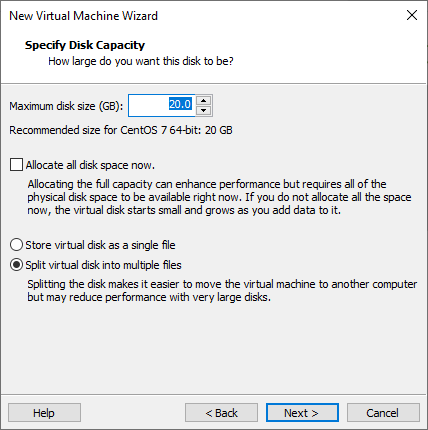 New Virtual Machine Wizard
Specify Disk Capacity
How large do you want this disk to be?
Maximum disk size (GB): 20.0
Recommended size for CentOS 7 64-bit: 20 GB
Allocate all disk space now.
Allocating the full capacity can enhance performance but requires all of the
physical disk space to be available right now. If you do not allocate all the space
now, the virtual disk starts small and grows as you add data to it.
Store virtual disk as a single file
Split virtual disk into multiple files
Splitting the disk makes it easier to move the virtual machine to another computer
but may reduce performance with very large disks.
Help < Back Next > Cancel